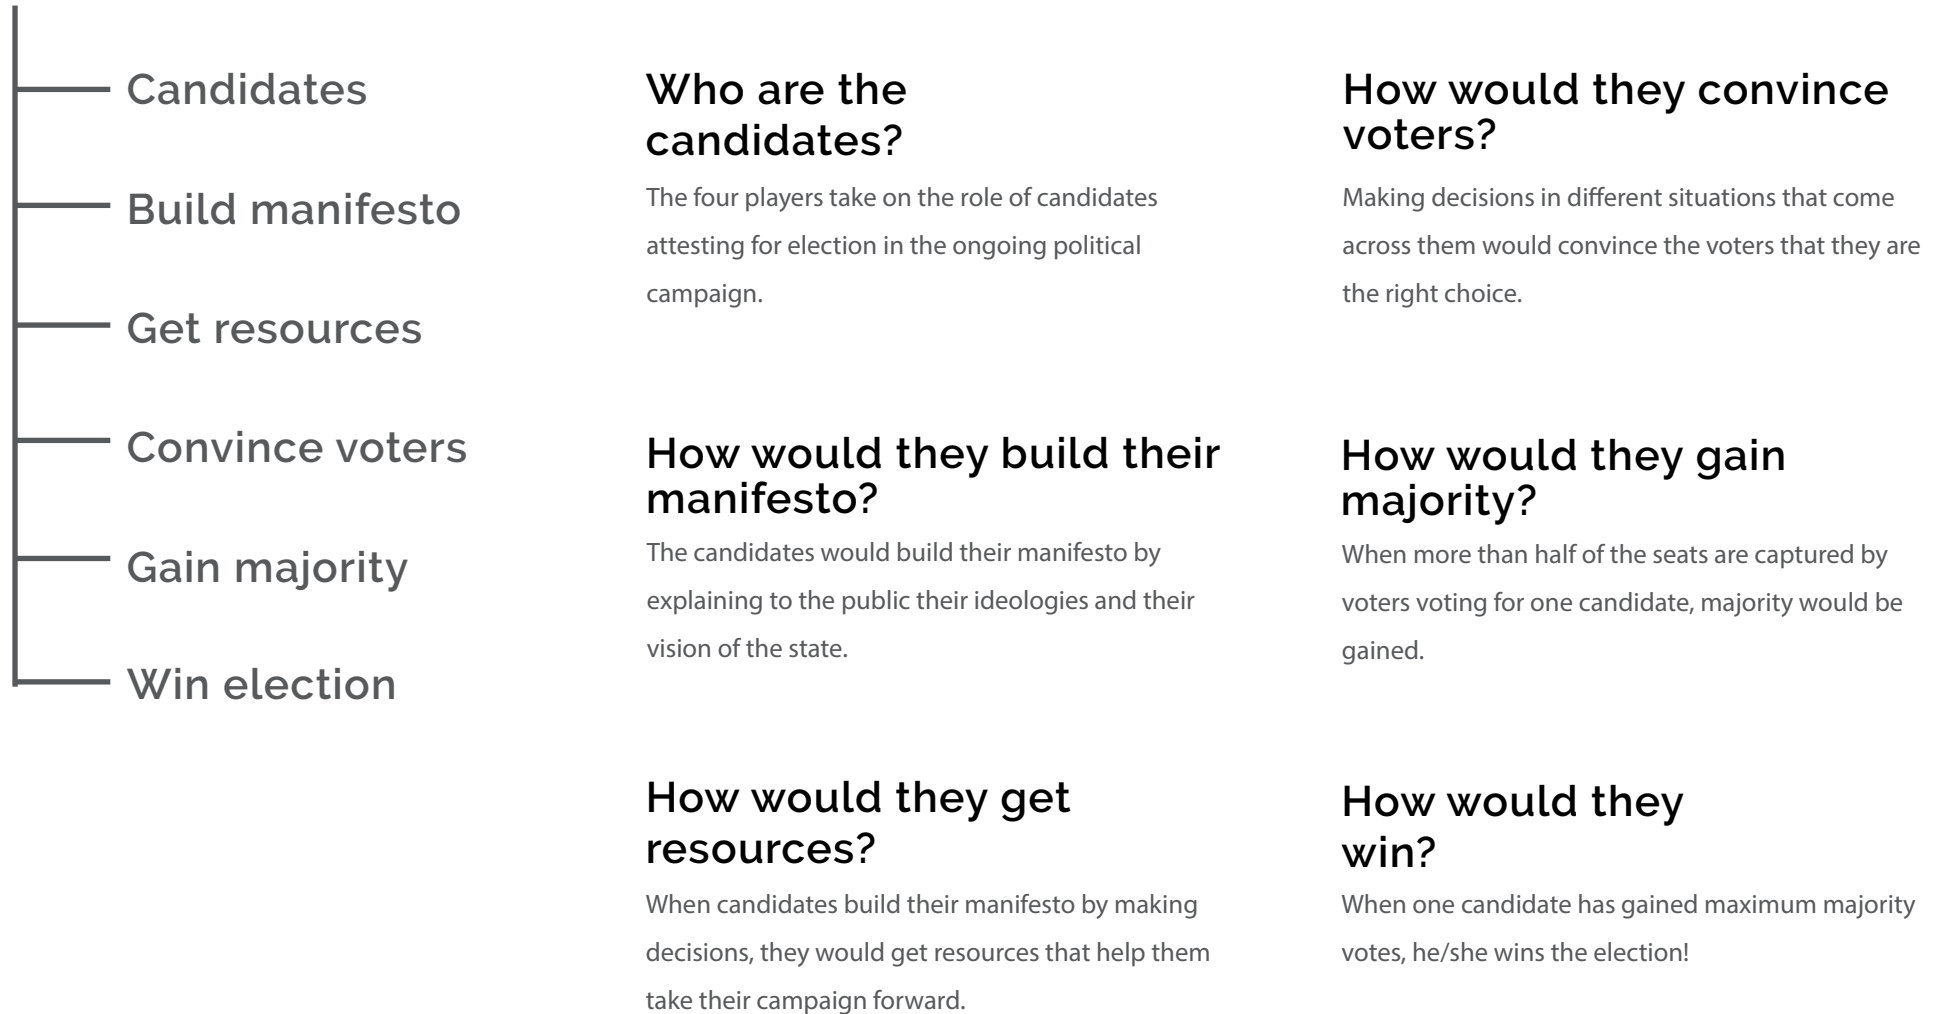 Candidates
Build manifesto
Get resources
Convince voters
Gain majority
Win election
Who are the
candidates?
The four players take on the role of candidates
attesting for election in the ongoing political
campaign.
How would they build their
manifesto?
The candidates would build their manifesto by
explaining to the public their ideologies and their
vision of the state.
How would they get
resources?
When candidates build their manifesto by making
decisions, they would get resources that help them
take their campaign forward.
How would they convince
voters?
Making decisions in different situations that come
across them would convince the voters that they are
the right choice.
How would they gain
majority?
When more than half of the seats are captured by
voters voting for one candidate, majority would be
gained.
How would they
win?
When one candidate has gained maximum majority
votes, he/she wins the election!